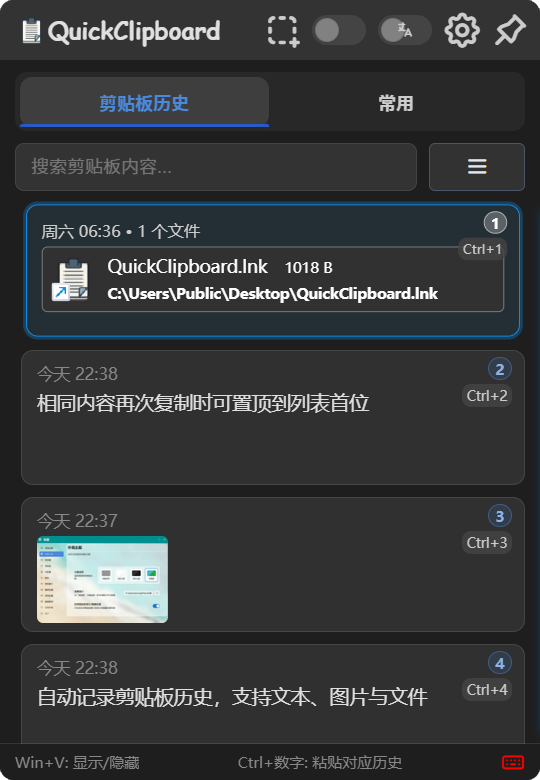 QuickClipboard
剪贴板历史
常用
搜索剪贴板内容...
周六 06:36 • 1 个文件
1
Ctrl+1
QuickClipboard.lnk 1018 B
C:\Users\Public\Desktop\QuickClipboard.lnk
今天 22:38
2
Ctrl+2
相同内容再次复制时可置顶到列表首位
今天 22:37
3
Ctrl+3
今天 22:38
4
Ctrl+4
自动记录剪贴板历史，支持文本、图片与文件
Win+V: 显示/隐藏
Ctrl+数字: 粘贴对应历史